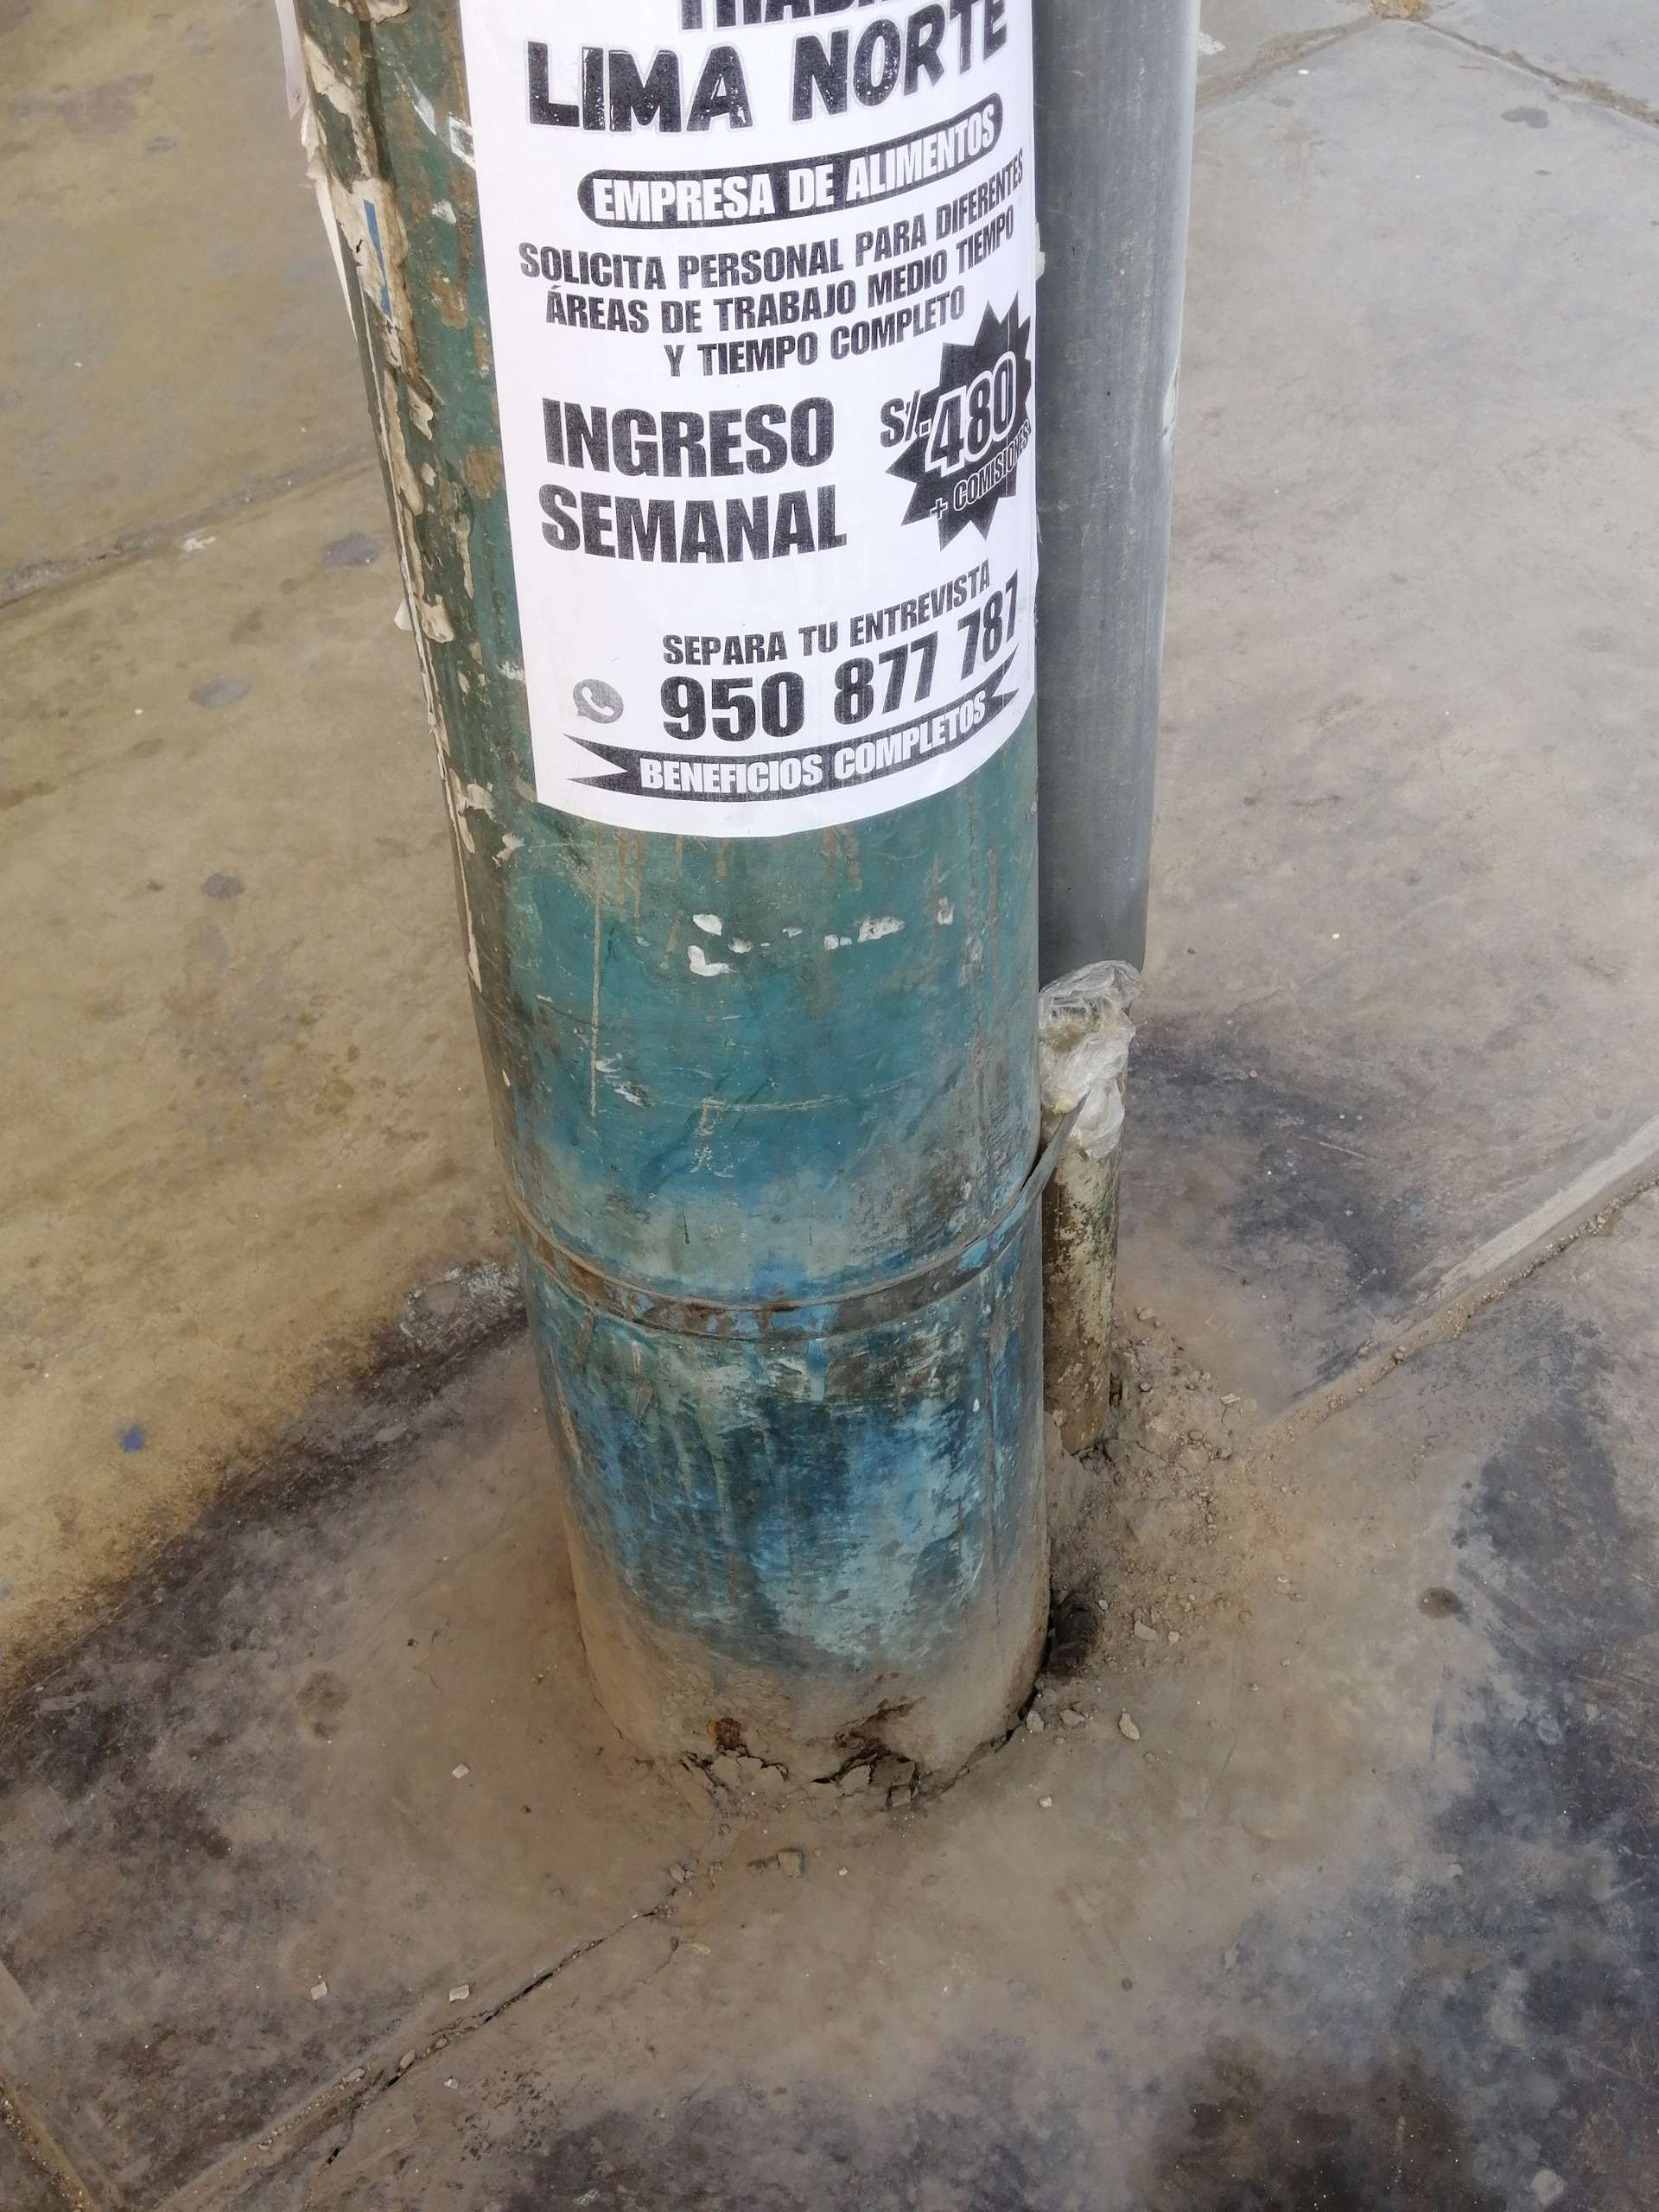 LIMA NORTE
EMPRESA DE ALIMENTOS
SOLICITA PERSONAL PARA DIFERENTES
ÁREAS DE TRABAJO MEDIO TIEMPO
Y TIEMPO COMPLETO
INGRESO
SEMANAL
S/.480
+ COMISIONES
SEPARA TU ENTREVISTA
950 877 787
BENEFICIOS COMPLETOS